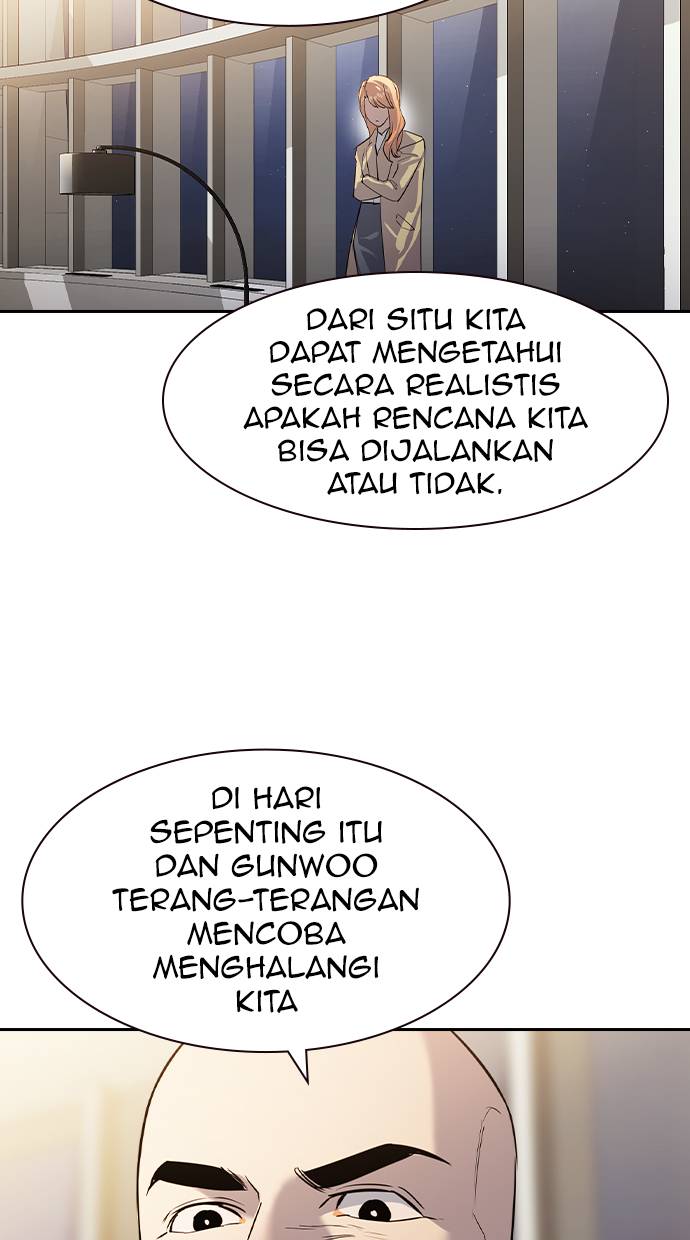 DARI SITU KITA
DAPAT MENGETAHUI
SECARA REALISTIS
APAKAH RENCANA KITA
BISA DIJALANKAN
ATAU TIDAK.
DI HARI
SEPENTING ITU
DAN GUNWOO
TERANG-TERANGAN
MENCOBA
MENGHALANGI
KITA